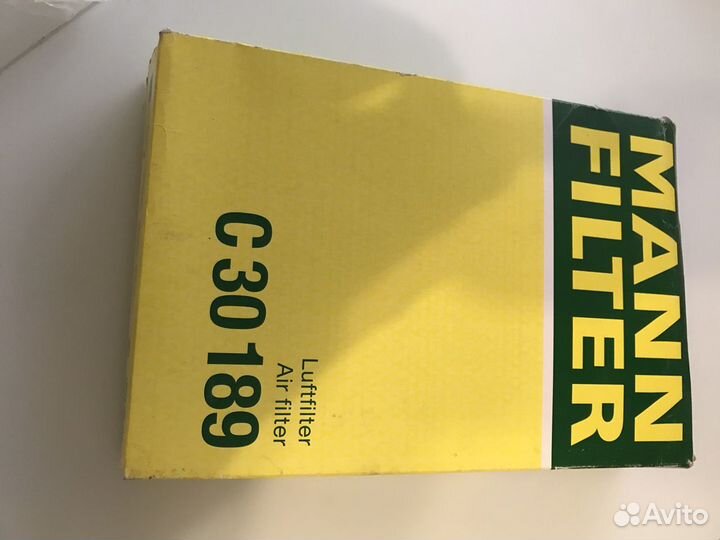 MANN
FILTER
Luftfilter
Air filter
C 30 189
Avito